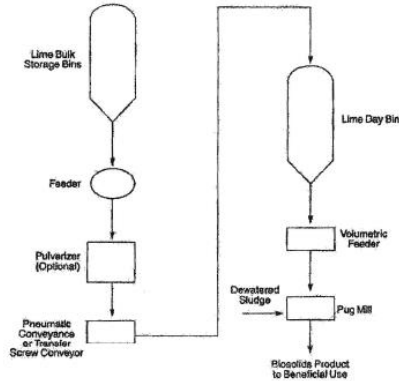 Lime Bulk
Storage Bins
Feeder
Pulverizer
(Optional)
Pneumatic
Conveyance
or Transfer
Screw Conveyor
Lime Day Bin
Volumetric
Feeder
Dewatered
Sludge
Pug Mill
Biosolids Product
to Beneficial Use